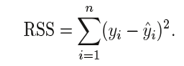 RSS = \sum_{i=1}^{n} (y_i - \hat{y}_i)^2.